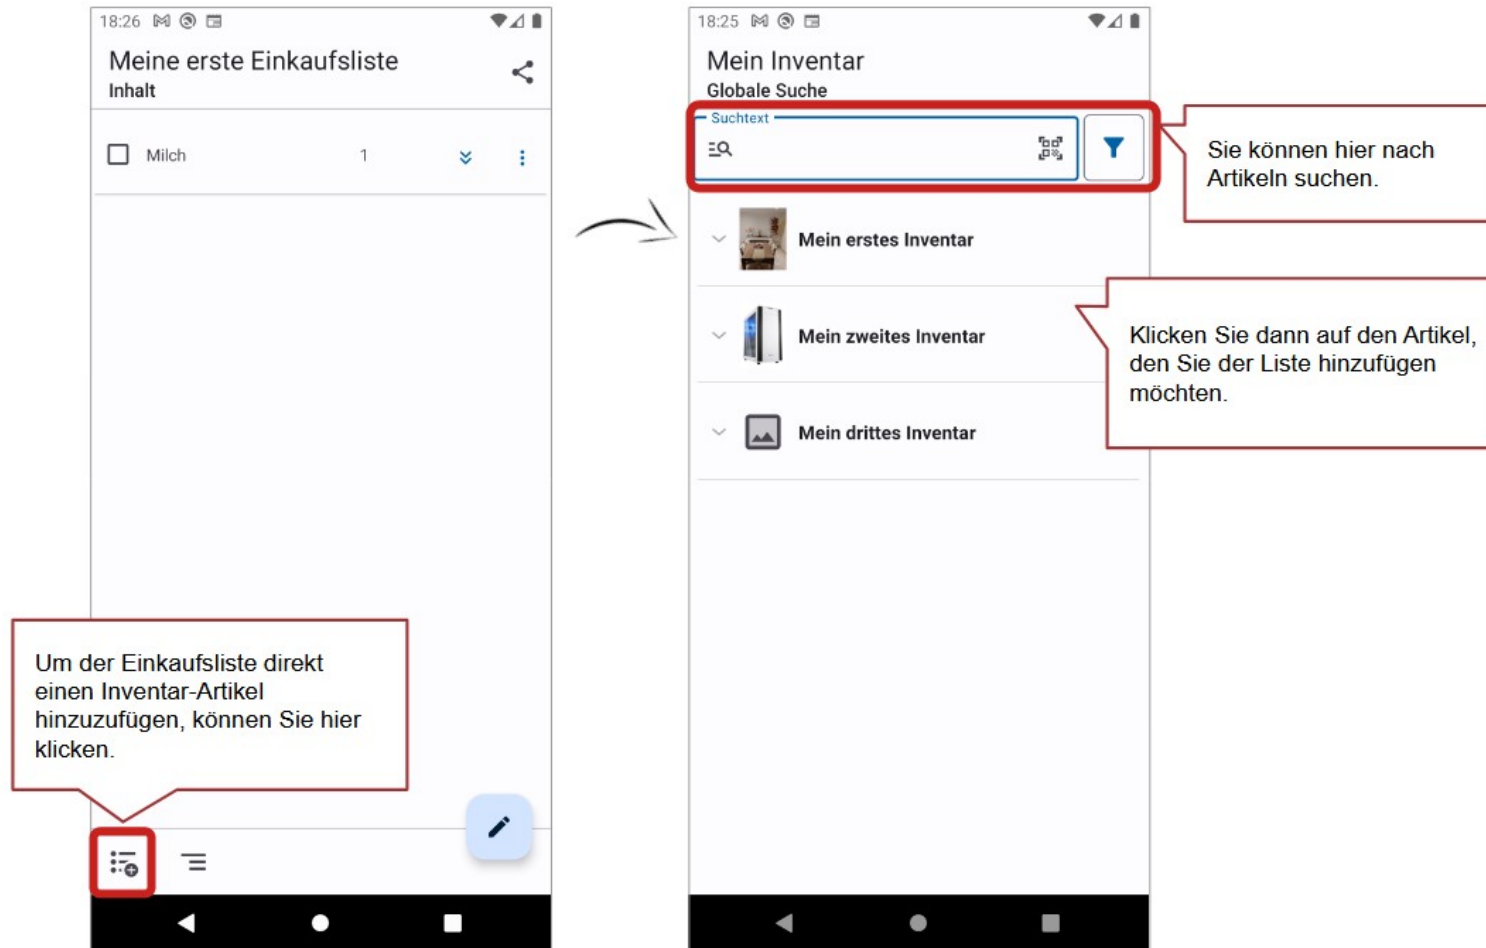 18:26
Meine erste Einkaufsliste
Inhalt
Milch 1
Um der Einkaufsliste direkt
einen Inventar-Artikel
hinzuzufügen, können Sie hier
klicken.
18:25
Mein Inventar
Globale Suche
Suchtext
Sie können hier nach
Artikeln suchen.
Mein erstes Inventar
Mein zweites Inventar
Klicken Sie dann auf den Artikel,
den Sie der Liste hinzufügen
möchten.
Mein drittes Inventar